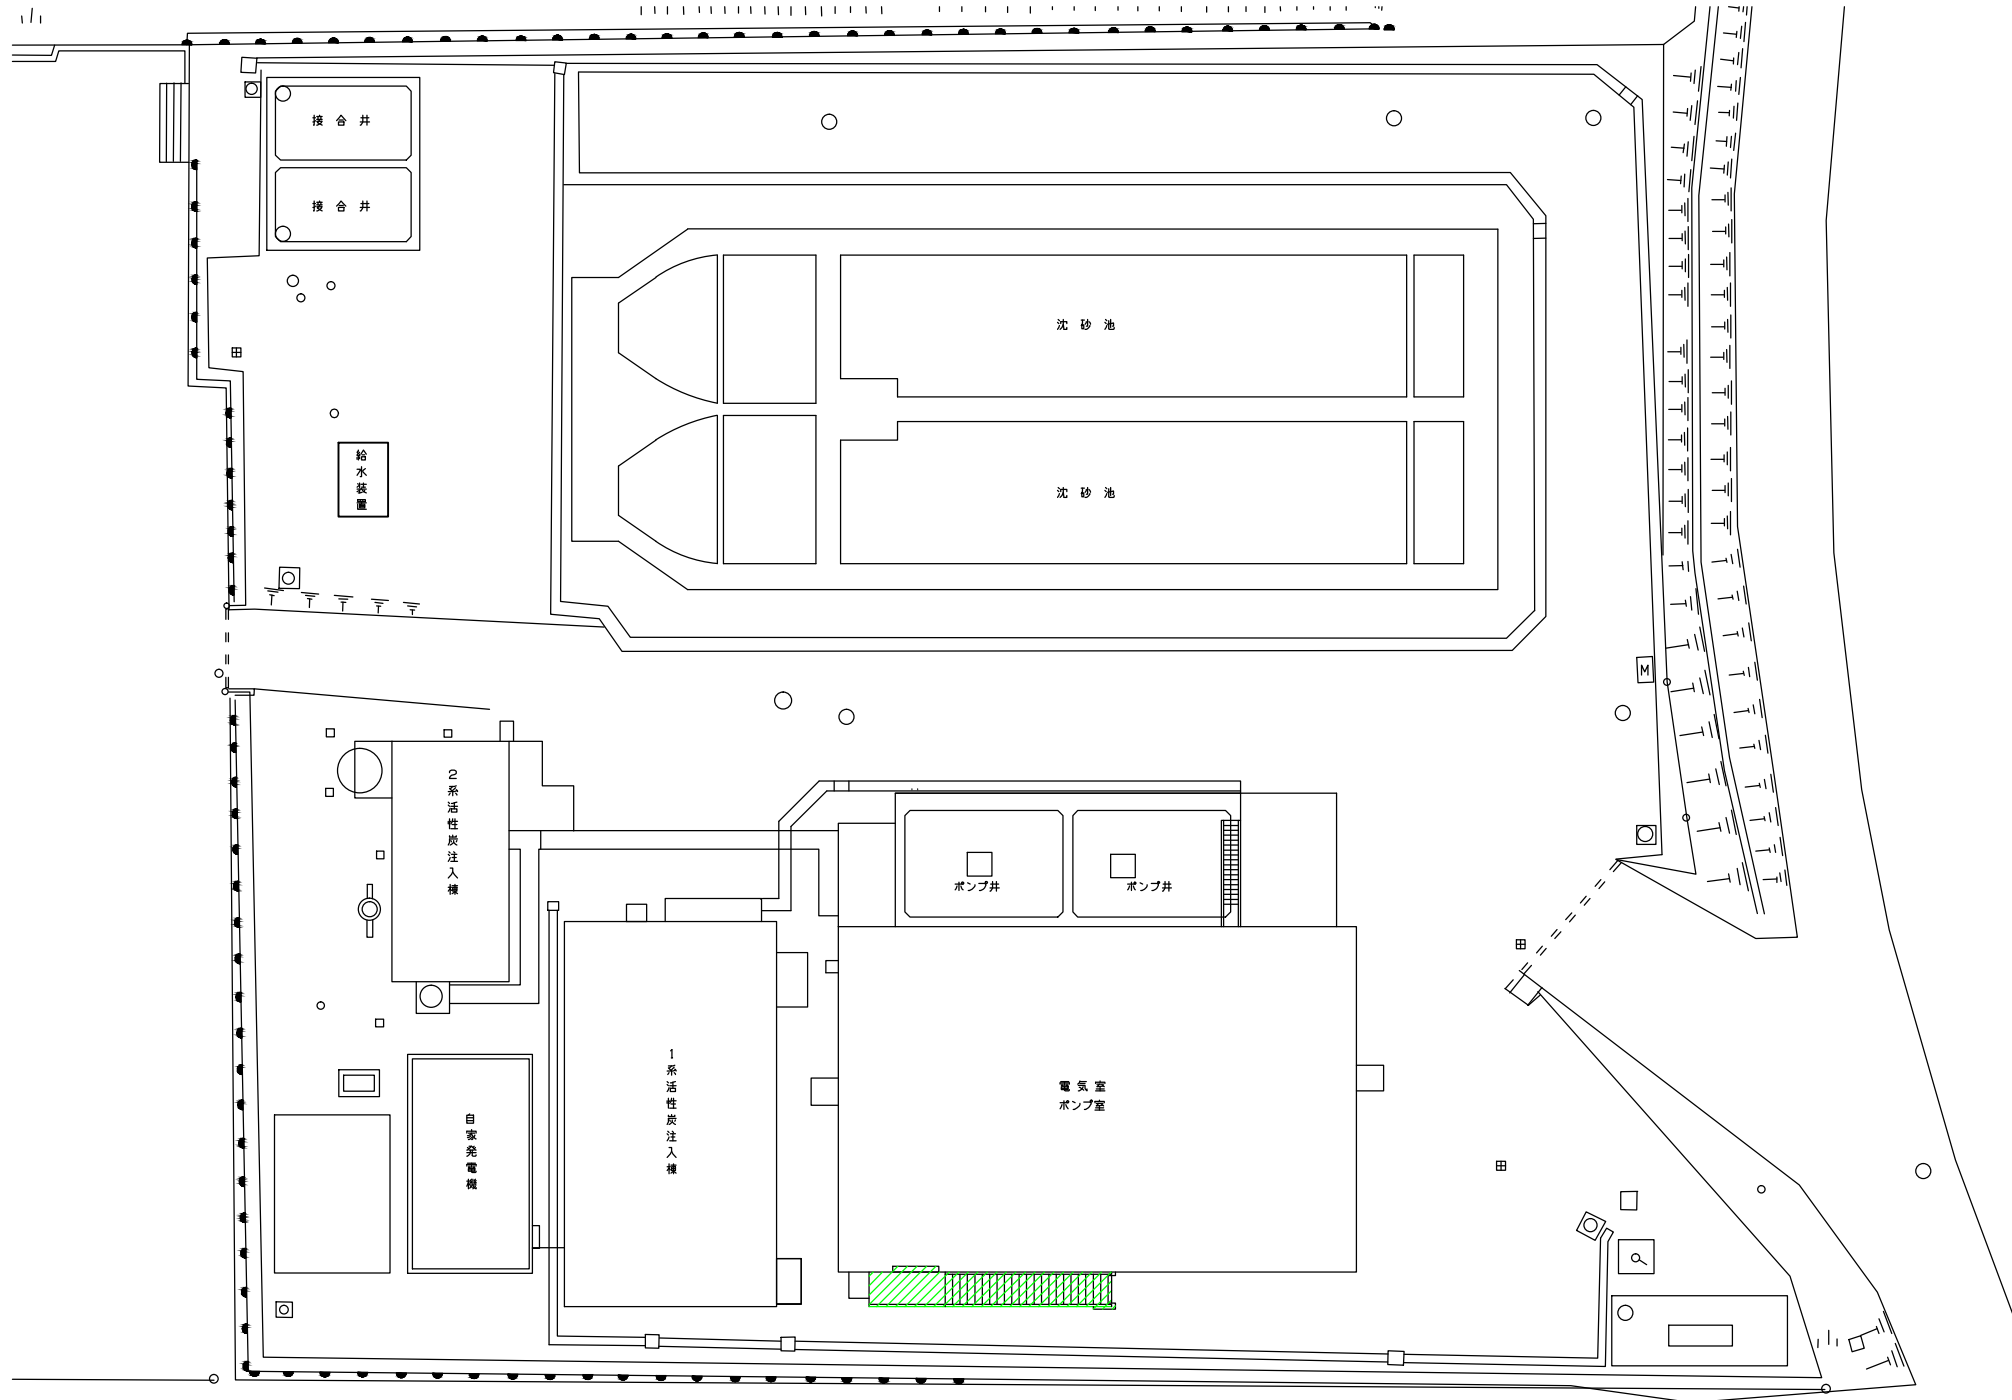 接合井
接合井
沈砂池
給水装置
沈砂池
M
2系活性炭注入棟
ポンプ井
ポンプ井
1系活性炭注入棟
電気室
ポンプ室
自家発電機